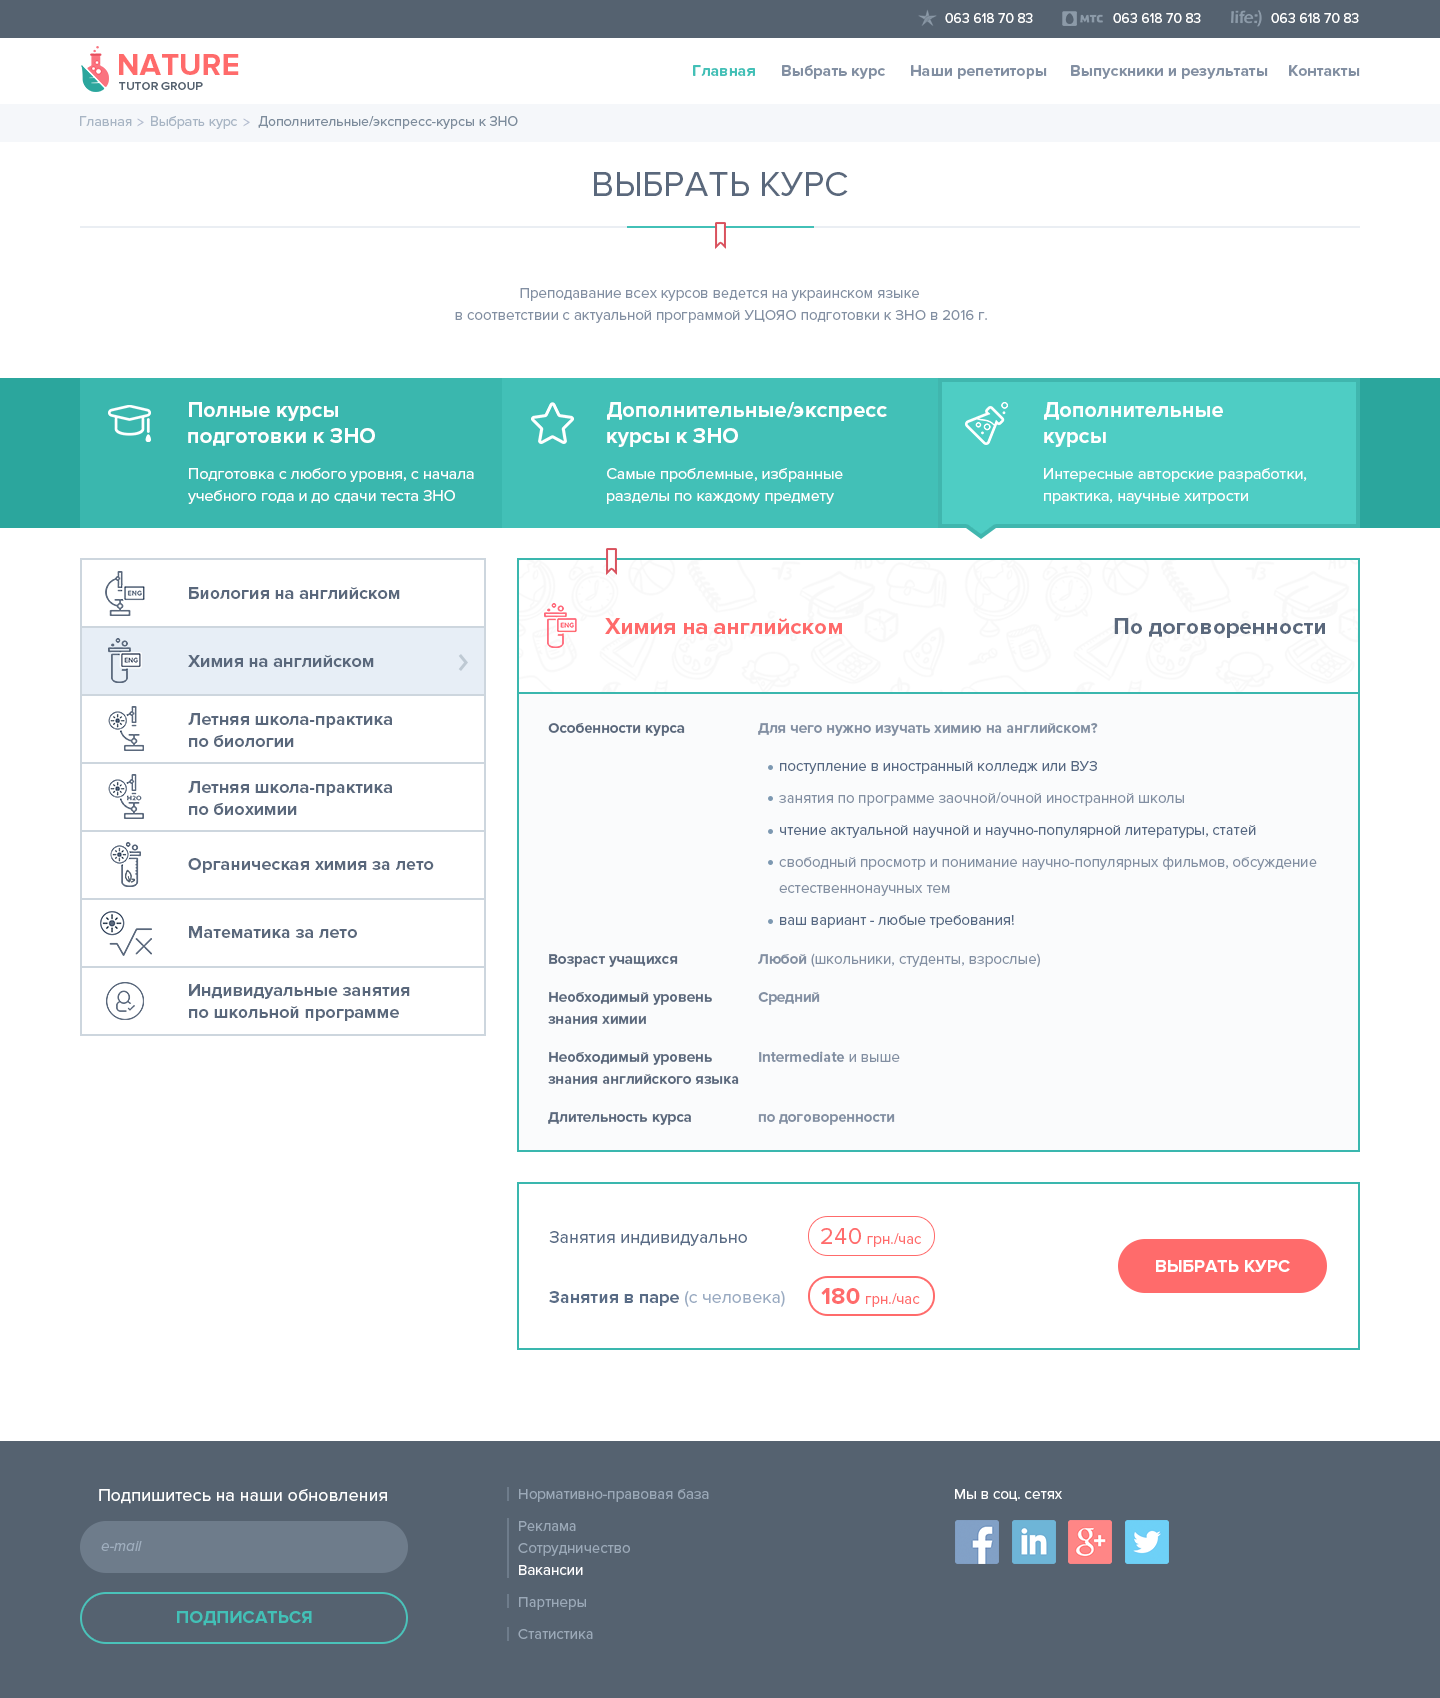 063 618 70 83
мтс 063 618 70 83
life:) 063 618 70 83
NATURE
TUTOR GROUP
Главная Выбрать курс Наши репетиторы Выпускники и результаты Контакты
Главная > Выбрать курс > Дополнительные/экспресс-курсы к ЗНО
ВЫБРАТЬ КУРС
Преподавание всех курсов ведется на украинском языке
в соответствии с актуальной программой УЦОЯО подготовки к ЗНО в 2016 г.
Полные курсы
подготовки к ЗНО
Подготовка с любого уровня, с начала
учебного года и до сдачи теста ЗНО
Дополнительные/экспресс
курсы к ЗНО
Самые проблемные, избранные
разделы по каждому предмету
Дополнительные
курсы
Интересные авторские разработки,
практика, научные хитрости
ENG
Биология на английском
ENG
Химия на английском
Летняя школа-практика
по биологии
H2O
Летняя школа-практика
по биохимии
Органическая химия за лето
Математика за лето
Индивидуальные занятия
по школьной программе
ENG
Химия на английском
По договоренности
Особенности курса
Для чего нужно изучать химию на английском?
• поступление в иностранный колледж или ВУЗ
• занятия по программе заочной/очной иностранной школы
• чтение актуальной научной и научно-популярной литературы, статей
• свободный просмотр и понимание научно-популярных фильмов, обсуждение
естественнонаучных тем
• ваш вариант - любые требования!
Возраст учащихся
Любой (школьники, студенты, взрослые)
Необходимый уровень
знания химии
Средний
Необходимый уровень
знания английского языка
Intermediate и выше
Длительность курса
по договоренности
Занятия индивидуально
240 грн./час
Занятия в паре (с человека)
180 грн./час
ВЫБРАТЬ КУРС
Подпишитесь на наши обновления
e-mail
ПОДПИСАТЬСЯ
Нормативно-правовая база
Реклама
Сотрудничество
Вакансии
Партнеры
Статистика
Мы в соц. сетях
f
in
g+